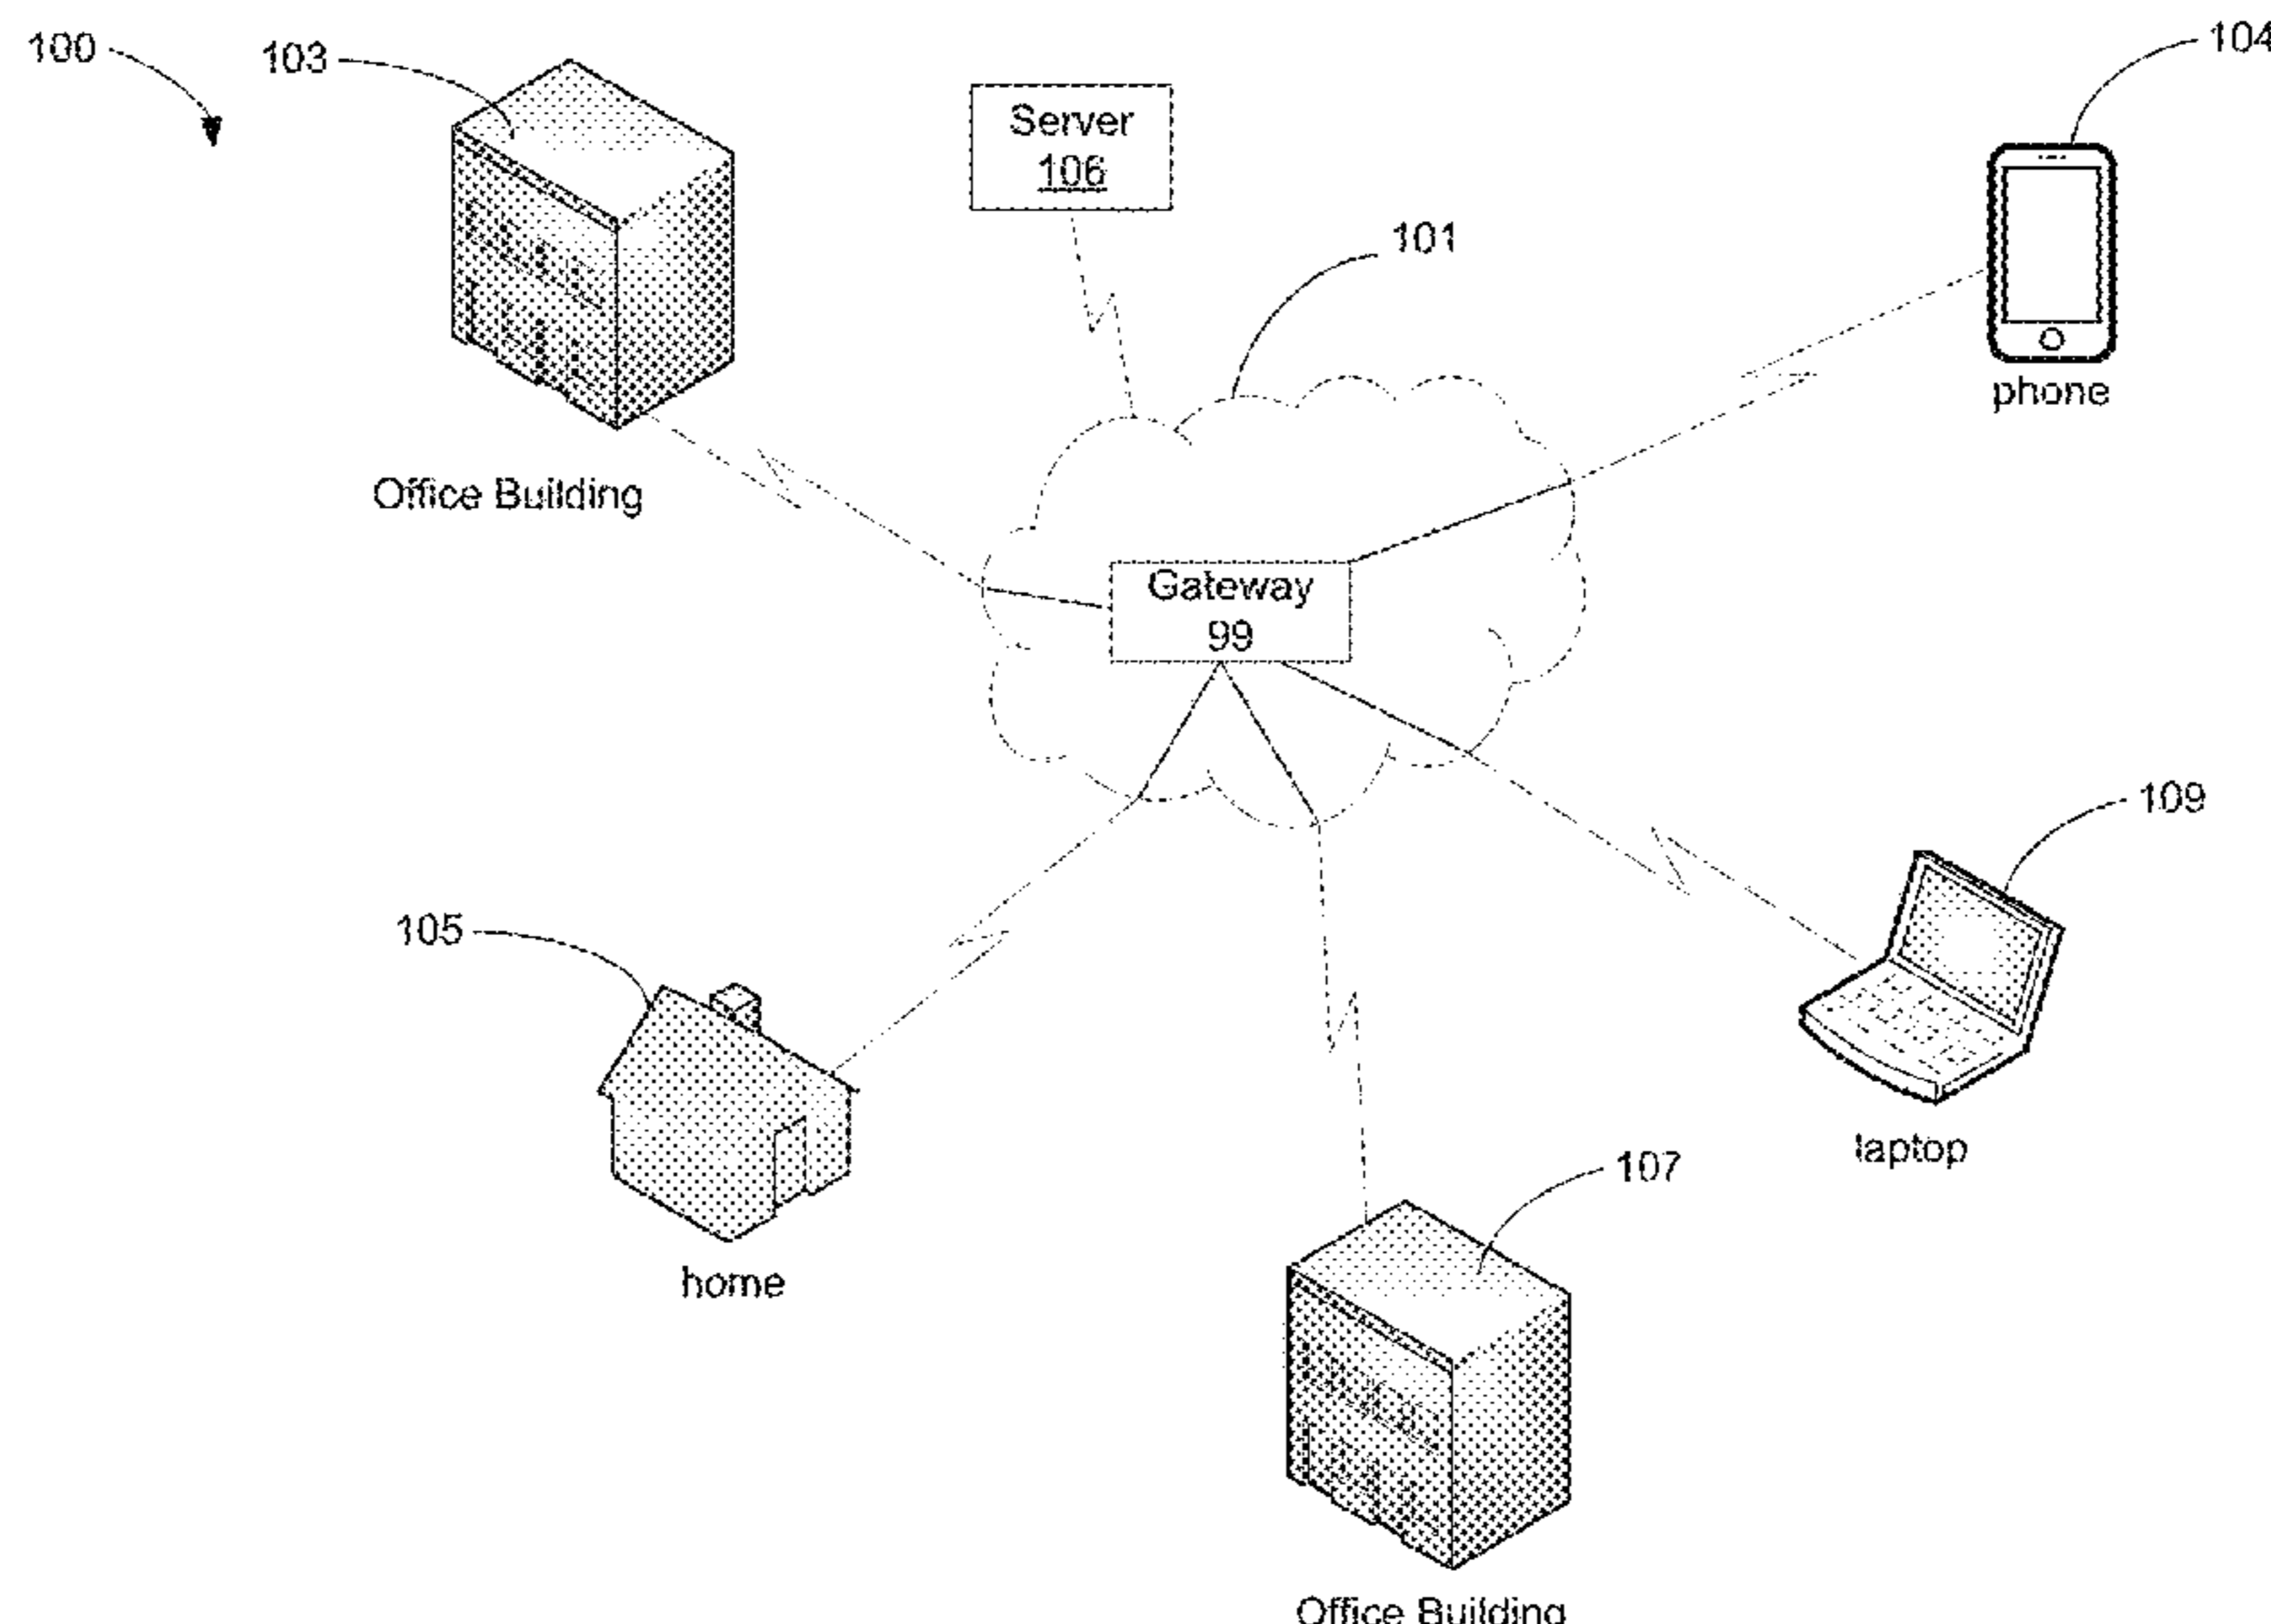 100
103
104
Server
106
101
phone
Office Building
Gateway
99
109
105
laptop
107
home
Office Building